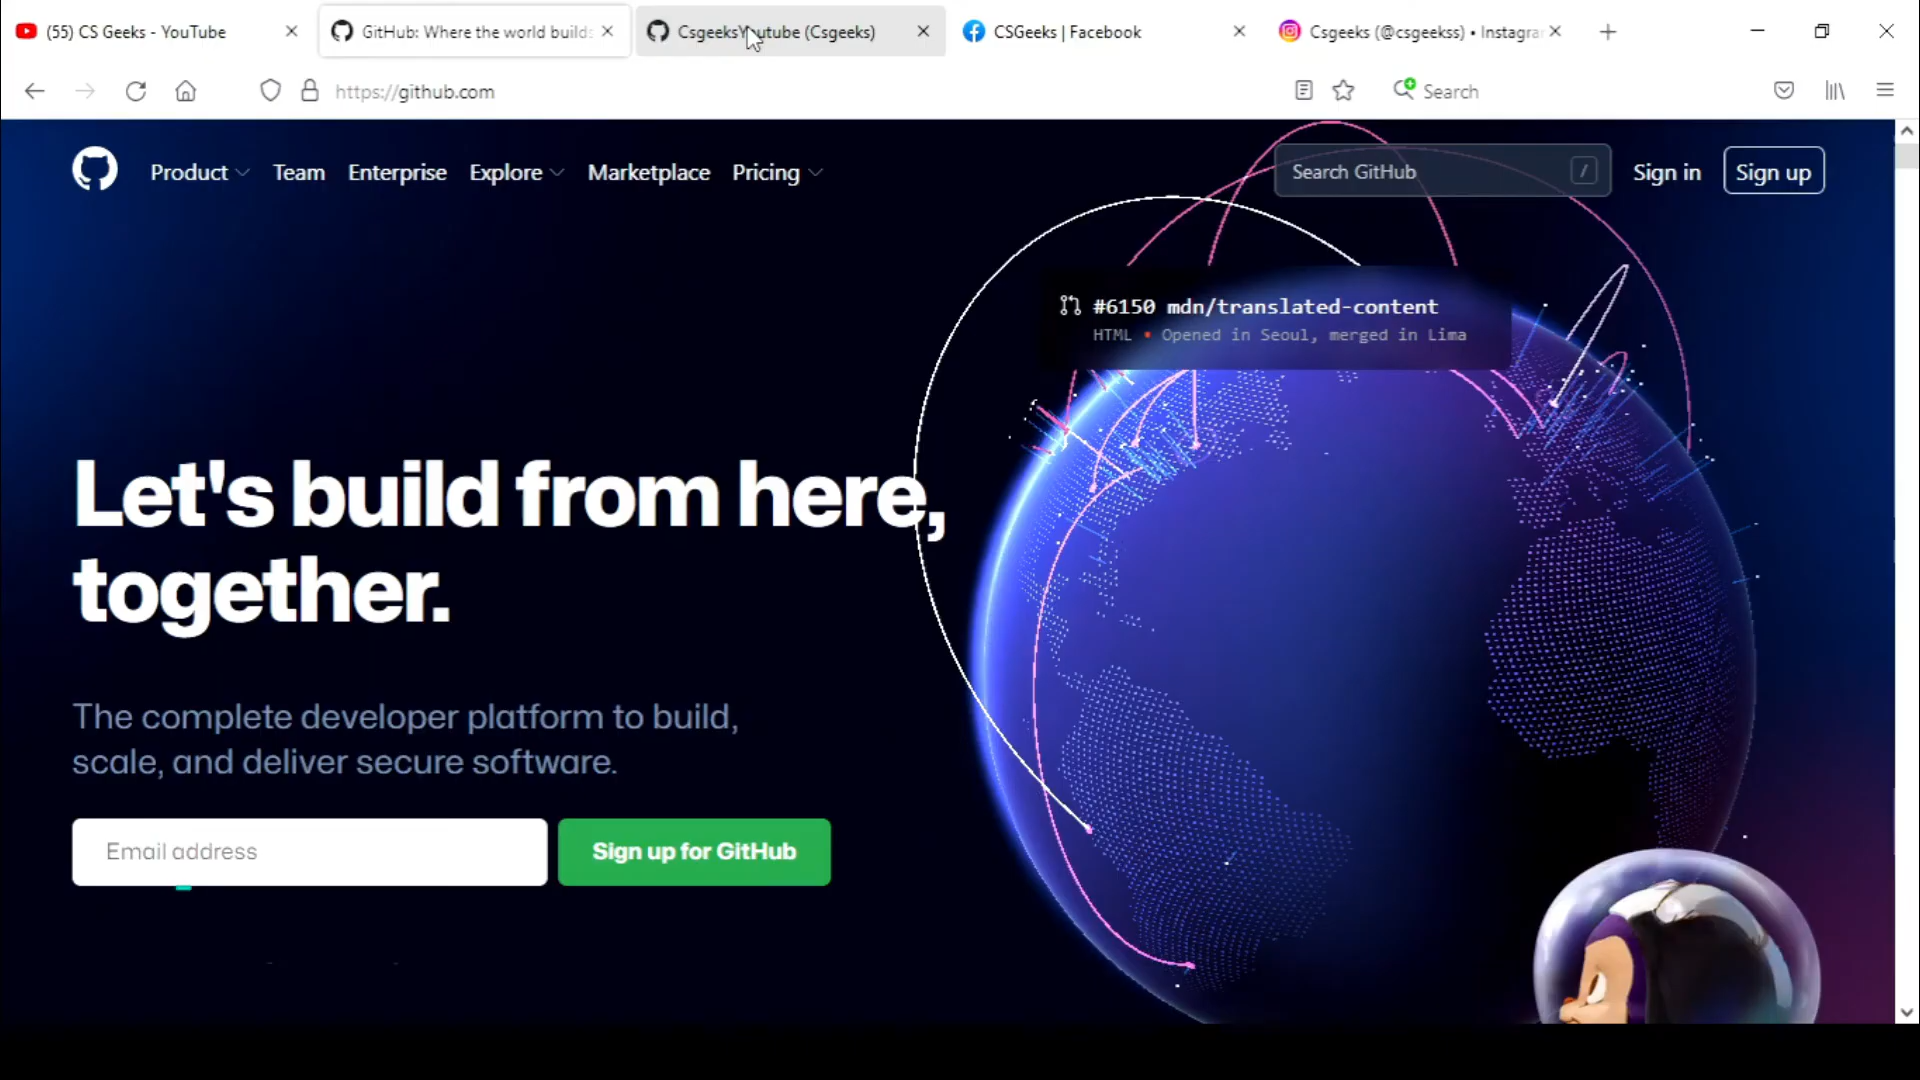 (55) CS Geeks - YouTube
GitHub: Where the world builds
CsgeeksYoutube (Csgeeks)
CSGeeks | Facebook
Csgeeks (@csgeekss) • Instagra
https://github.com
Search
Product
Team
Enterprise
Explore
Marketplace
Pricing
Search GitHub
/
Sign in
Sign up
#6150 mdn/translated-content
HTML • Opened in Seoul, merged in Lima
Let's build from here,
together.
The complete developer platform to build,
scale, and deliver secure software.
Email address
Sign up for GitHub